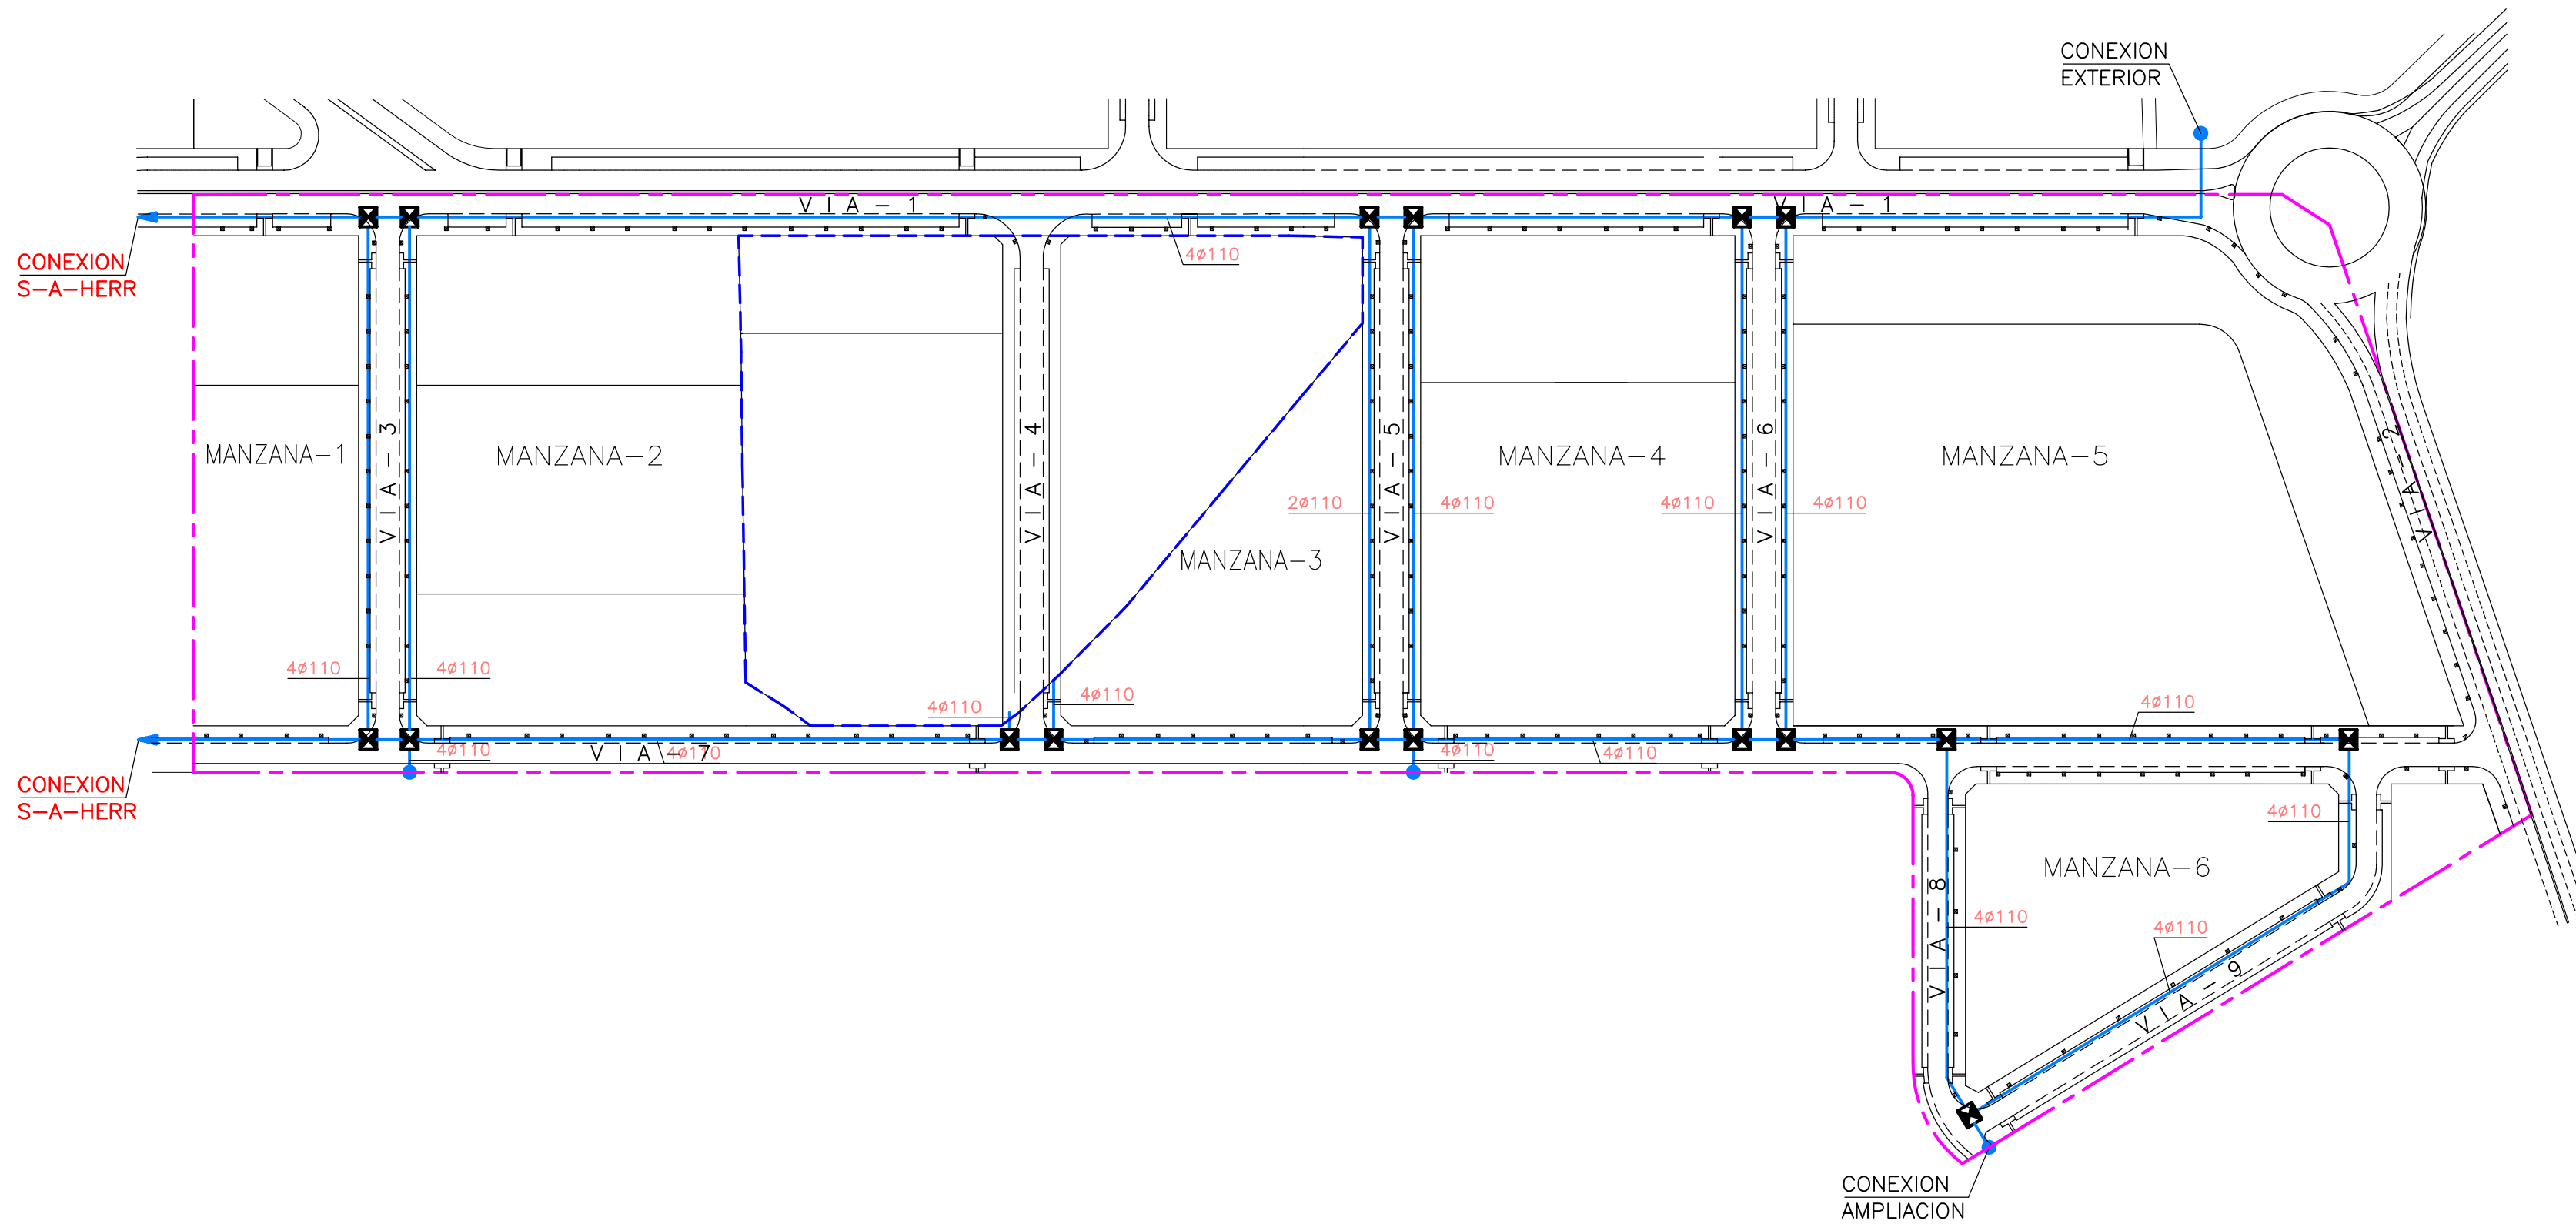 CONEXION
EXTERIOR
V I A - 1
V I A - 1
4ø110
CONEXION
S-A-HERR
MANZANA-1
V I A - 3
MANZANA-2
V I A - 4
V I A - 5
MANZANA-4
V I A - 6
MANZANA-5
V I A - 2
2ø110
4ø110
4ø110
4ø110
MANZANA-3
4ø110
4ø110
4ø110
4ø110
4ø110
4ø110
V I A - 7
4ø110
4ø110
4ø110
CONEXION
S-A-HERR
4ø110
MANZANA-6
V I A - 8
4ø110
4ø110
V I A - 9
CONEXION
AMPLIACION